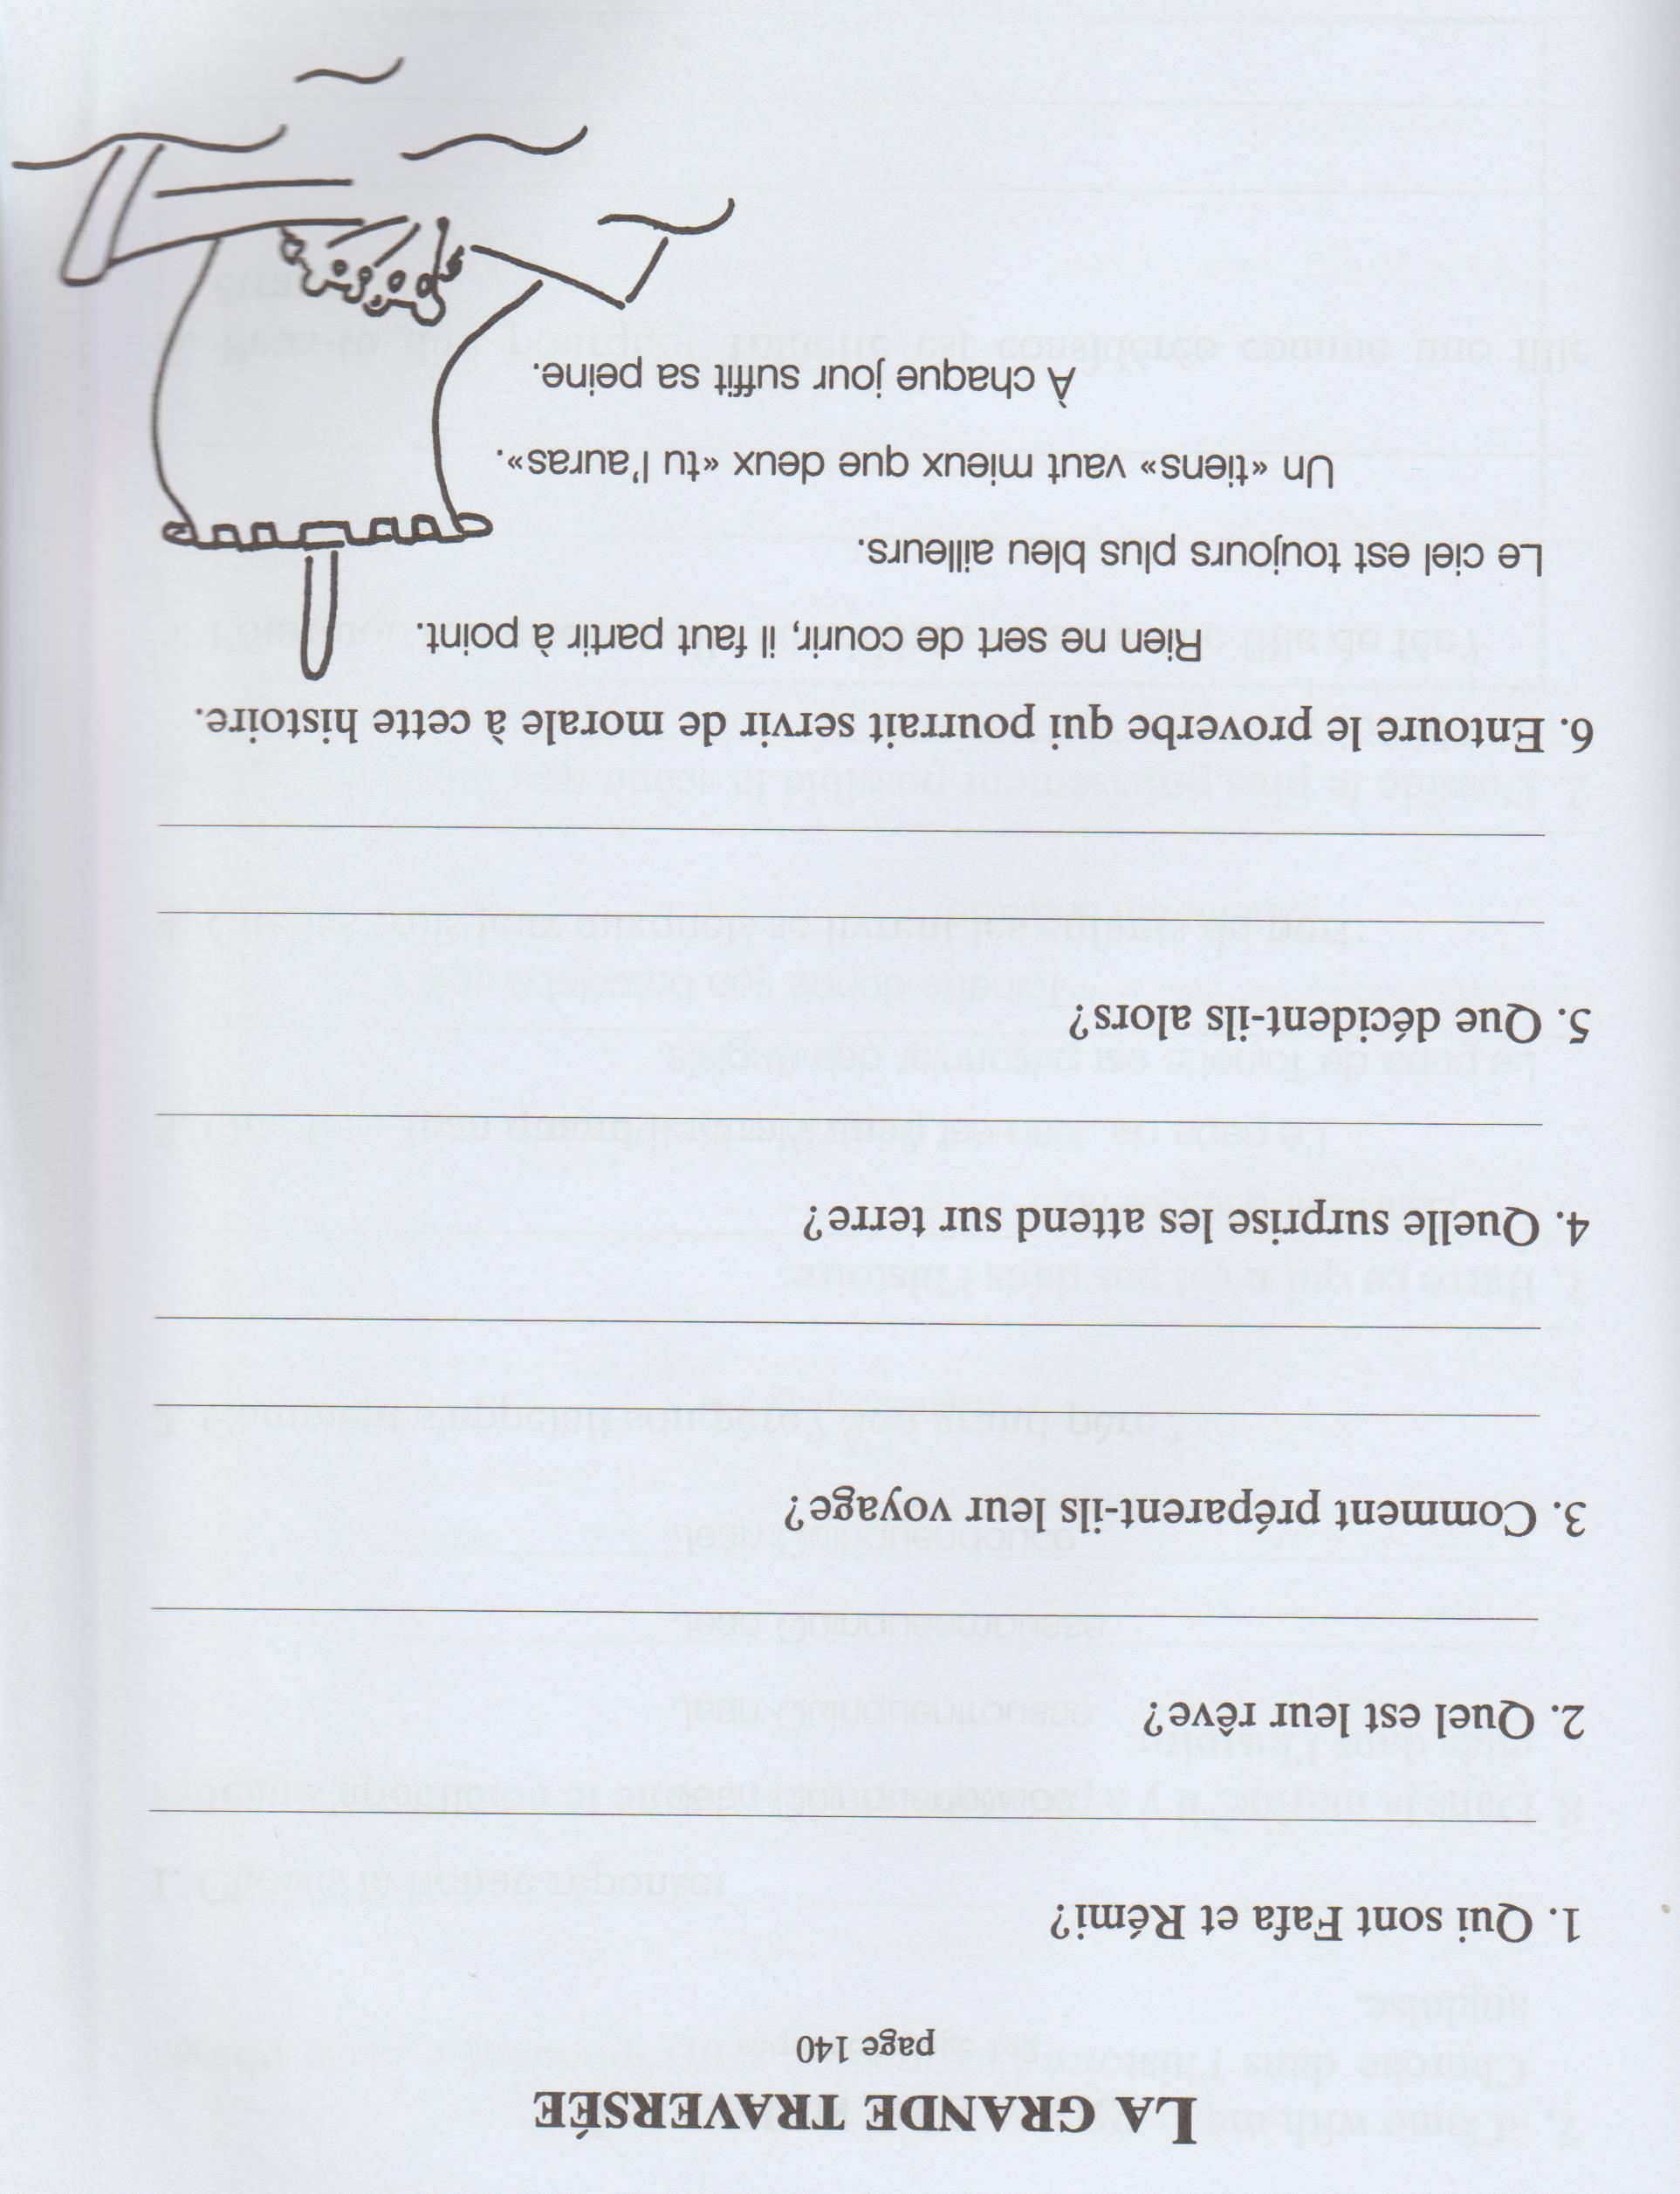 LA GRANDE TRAVERSÉE
page 140
1. Qui sont Fafa et Rémi?
2. Quel est leur rêve?
3. Comment préparent-ils leur voyage?
4. Quelle surprise les attend sur terre?
5. Que décident-ils alors?
6. Entoure le proverbe qui pourrait servir de morale à cette histoire.
Rien ne sert de courir, il faut partir à point.
Le ciel est toujours plus bleu ailleurs.
Un «tiens» vaut mieux que deux «tu l'auras».
À chaque jour suffit sa peine.